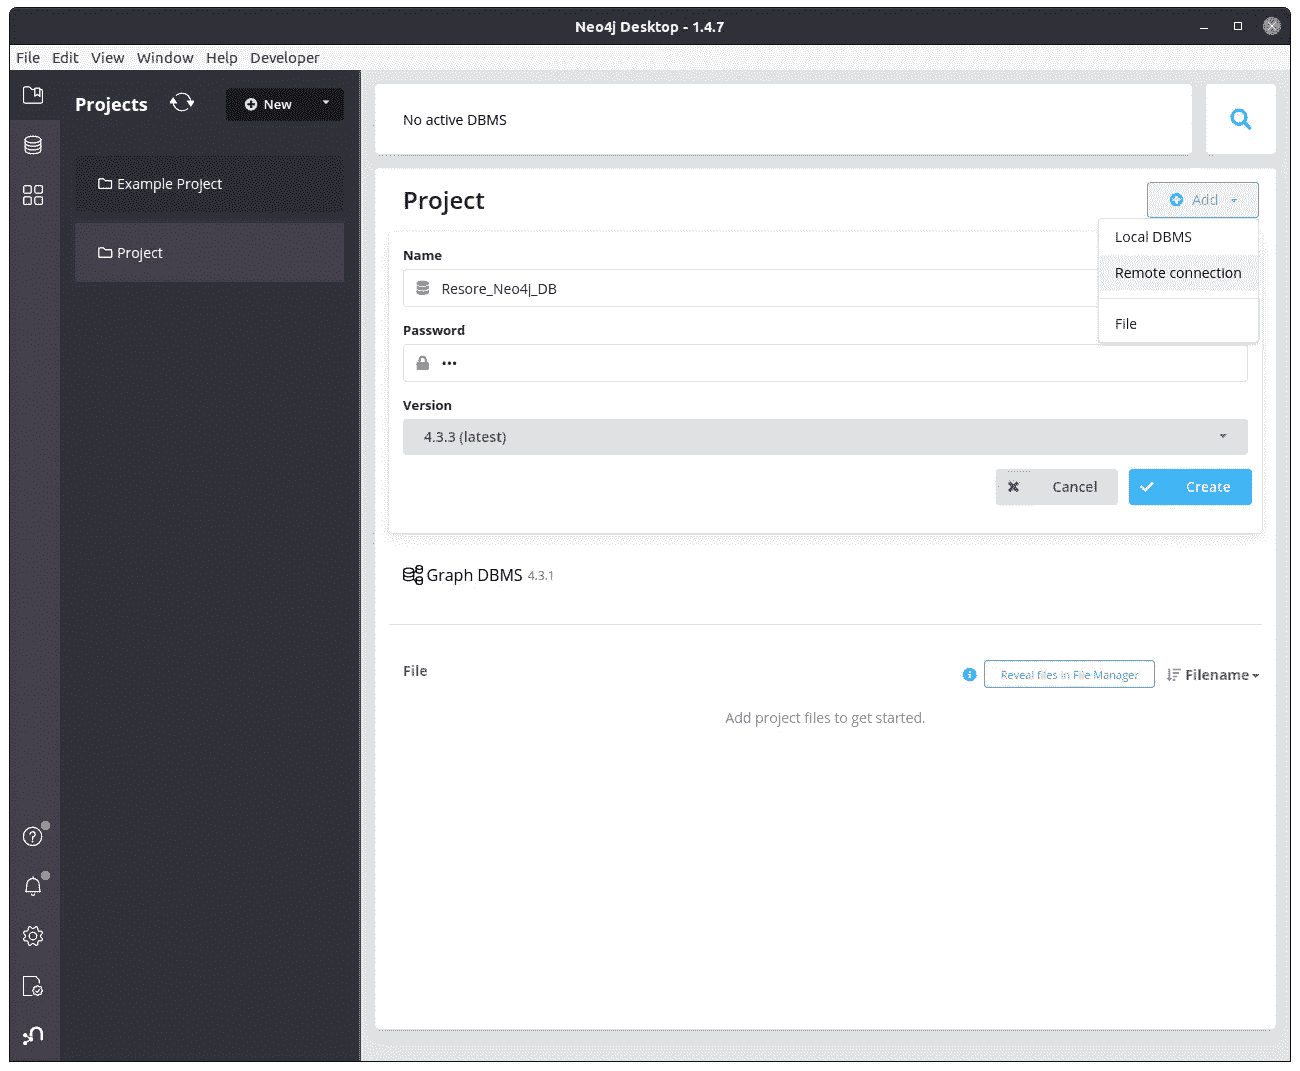 Neo4j Desktop - 1.4.7
File Edit View Window Help Developer
Projects
New
Example Project
Project
No active DBMS
Project
Add
Local DBMS
Remote connection
File
Name
Resore_Neo4j_DB
Password
•••
Version
4.3.3 (latest)
Cancel
Create
Graph DBMS 4.3.1
File
Reveal files in File Manager
Filename
Add project files to get started.